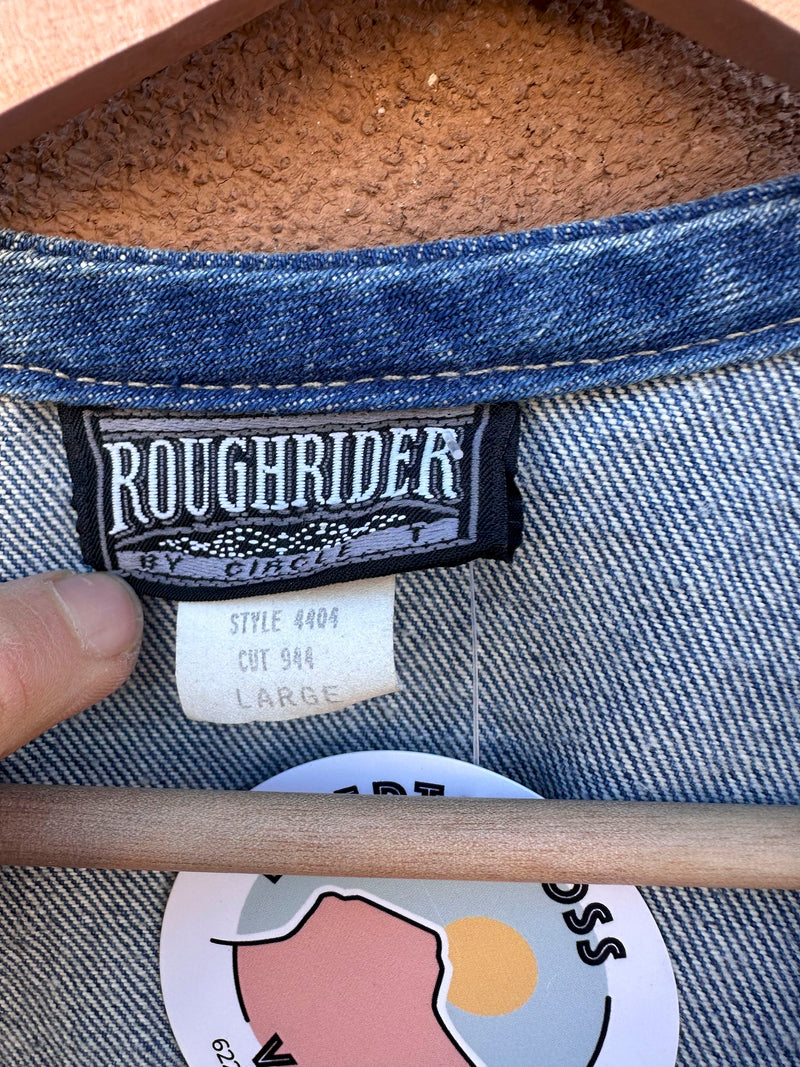 ROUGHRIDER
BY CIRCLE T
STYLE 4404
CUT 944
LARGE